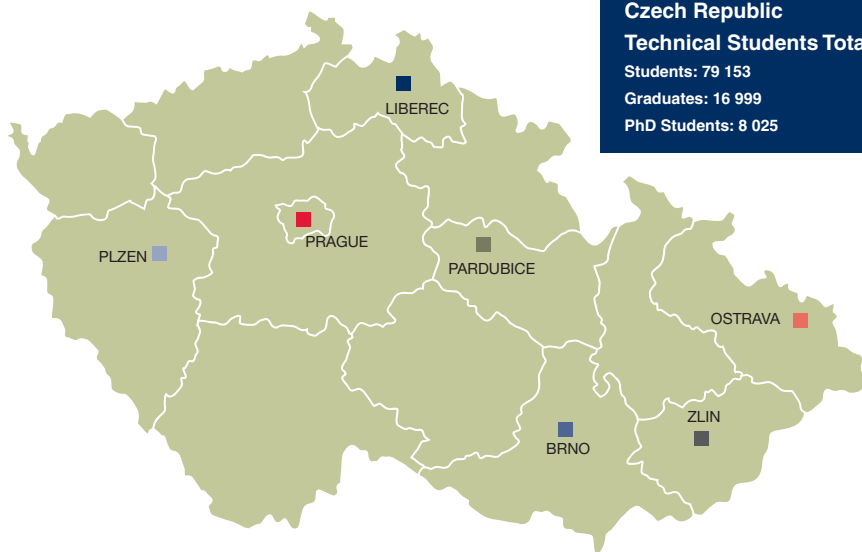 Czech Republic
Technical Students Tota
Students: 79 153
Graduates: 16 999
PhD Students: 8 025
LIBEREC
PRAGUE
PLZEN
PARDUBICE
OSTRAVA
ZLIN
BRNO